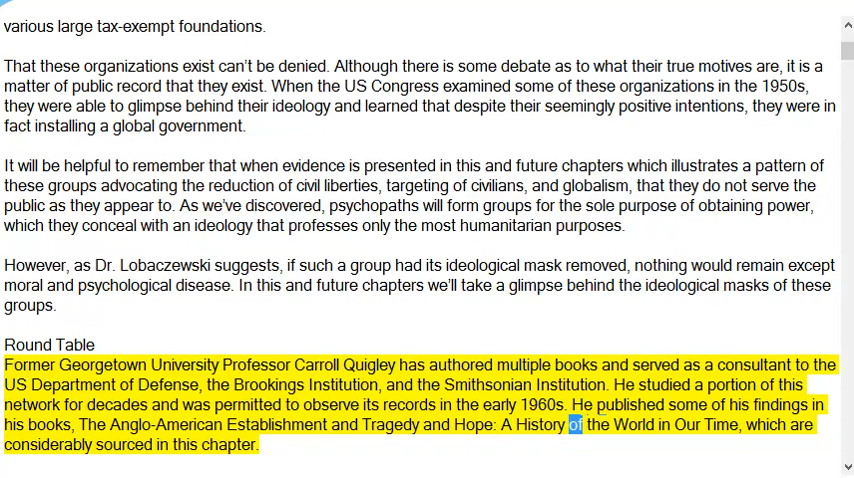 various large tax-exempt foundations.
That these organizations exist can't be denied. Although there is some debate as to what their true motives are, it is a
matter of public record that they exist. When the US Congress examined some of these organizations in the 1950s,
they were able to glimpse behind their ideology and learned that despite their seemingly positive intentions, they were in
fact installing a global government.
It will be helpful to remember that when evidence is presented in this and future chapters which illustrates a pattern of
these groups advocating the reduction of civil liberties, targeting of civilians, and globalism, that they do not serve the
public as they appear to. As we've discovered, psychopaths will form groups for the sole purpose of obtaining power,
which they conceal with an ideology that professes only the most humanitarian purposes.
However, as Dr. Lobaczewski suggests, if such a group had its ideological mask removed, nothing would remain except
moral and psychological disease. In this and future chapters we'll take a glimpse behind the ideological masks of these
groups.
Round Table
Former Georgetown University Professor Carroll Quigley has authored multiple books and served as a consultant to the
US Department of Defense, the Brookings Institution, and the Smithsonian Institution. He studied a portion of this
network for decades and was permitted to observe its records in the early 1960s. He published some of his findings in
his books, The Anglo-American Establishment and Tragedy and Hope: A History of the World in Our Time, which are
considerably sourced in this chapter.